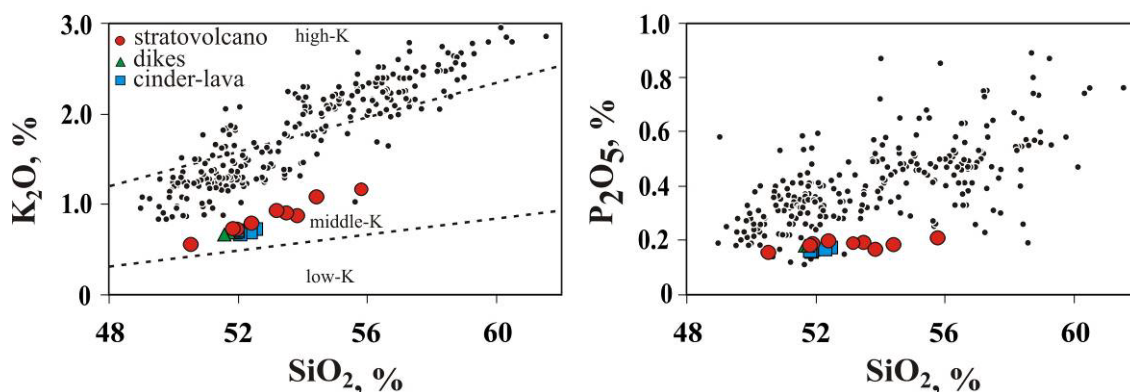 3.0
2.0
1.0
0
K₂O, %
stratovolcano
dikes
cinder-lava
high-K
middle-K
low-K
48 52 56 60
SiO₂, %
1.0
0.8
0.6
0.4
0.2
0
P₂O₅, %
48 52 56 60
SiO₂, %